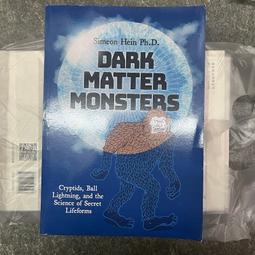 Simeon Hein Ph.D.
DARK
MATTER
MONSTERS
Cryptids, Ball
Lightning, and the
Science of Secret
Lifeforms